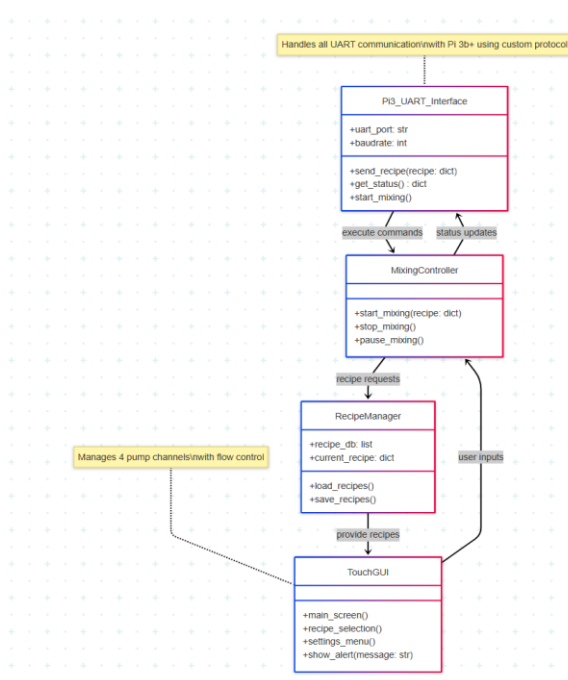 Handles all UART communication\nwith Pi 3b+ using custom protocol
Pi3_UART_Interface
+uart_port: str
+baudrate: int
+send_recipe(recipe: dict)
+get_status() : dict
+start_mixing()
execute commands
status updates
MixingController
+start_mixing(recipe: dict)
+stop_mixing()
+pause_mixing()
recipe requests
RecipeManager
+recipe_db: list
+current_recipe: dict
+load_recipes()
+save_recipes()
Manages 4 pump channels\nwith flow control
user inputs
provide recipes
TouchGUI
+main_screen()
+recipe_selection()
+settings_menu()
+show_alert(message: str)